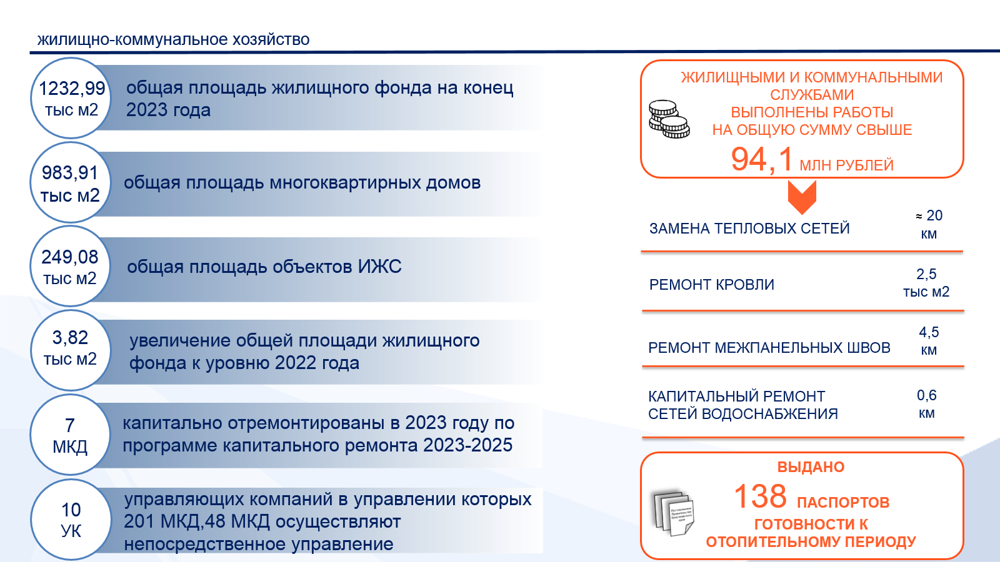 жилищно-коммунальное хозяйство
1232,99
тыс м2
общая площадь жилищного фонда на конец
2023 года
983,91
тыс м2
общая площадь многоквартирных домов
249,08
тыс м2
общая площадь объектов ИЖС
3,82
тыс м2
увеличение общей площади жилищного
фонда к уровню 2022 года
7
МКД
капитально отремонтированы в 2023 году по
программе капитального ремонта 2023-2025
10
УК
управляющих компаний в управлении которых
201 МКД,48 МКД осуществляют
непосредственное управление
ЖИЛИЩНЫМИ И КОММУНАЛЬНЫМИ
СЛУЖБАМИ
ВЫПОЛНЕНЫ РАБОТЫ
НА ОБЩУЮ СУММУ СВЫШЕ
94,1 МЛН РУБЛЕЙ
ЗАМЕНА ТЕПЛОВЫХ СЕТЕЙ
≈ 20
км
РЕМОНТ КРОВЛИ
2,5
тыс м2
РЕМОНТ МЕЖПАНЕЛЬНЫХ ШВОВ
4,5
км
КАПИТАЛЬНЫЙ РЕМОНТ
СЕТЕЙ ВОДОСНАБЖЕНИЯ
0,6
км
ВЫДАНО
138 ПАСПОРТОВ
ГОТОВНОСТИ К
ОТОПИТЕЛЬНОМУ ПЕРИОДУ